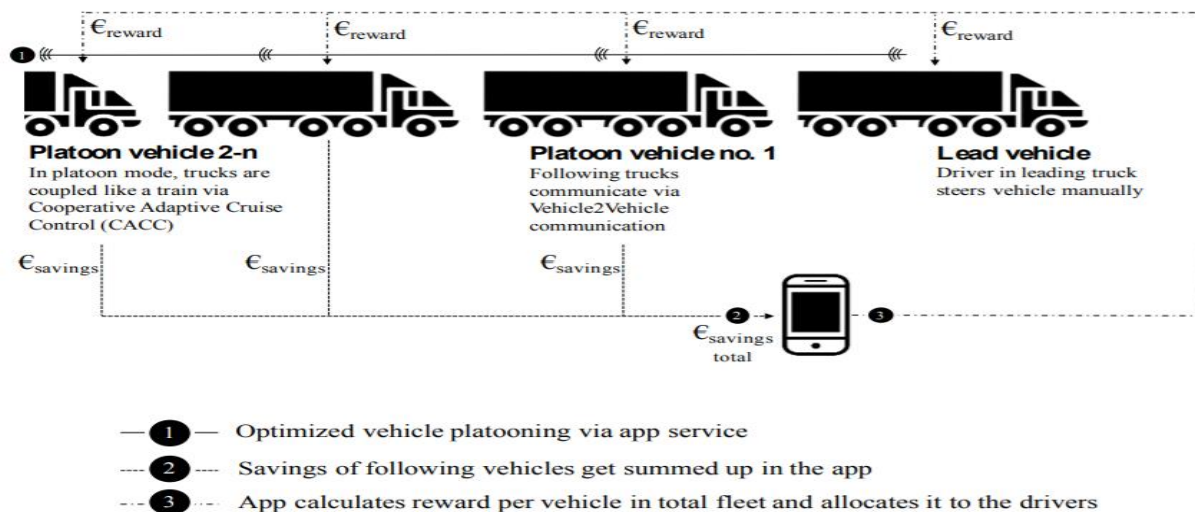 €reward
€reward
€reward
€reward
1
Platoon vehicle 2-n
In platoon mode, trucks are
coupled like a train via
Cooperative Adaptive Cruise
Control (CACC)
Platoon vehicle no. 1
Following trucks
communicate via
Vehicle2Vehicle
communication
Lead vehicle
Driver in leading truck
steers vehicle manually
€savings
€savings
€savings
2
3
€savings
total
1 Optimized vehicle platooning via app service
2 Savings of following vehicles get summed up in the app
3 App calculates reward per vehicle in total fleet and allocates it to the drivers